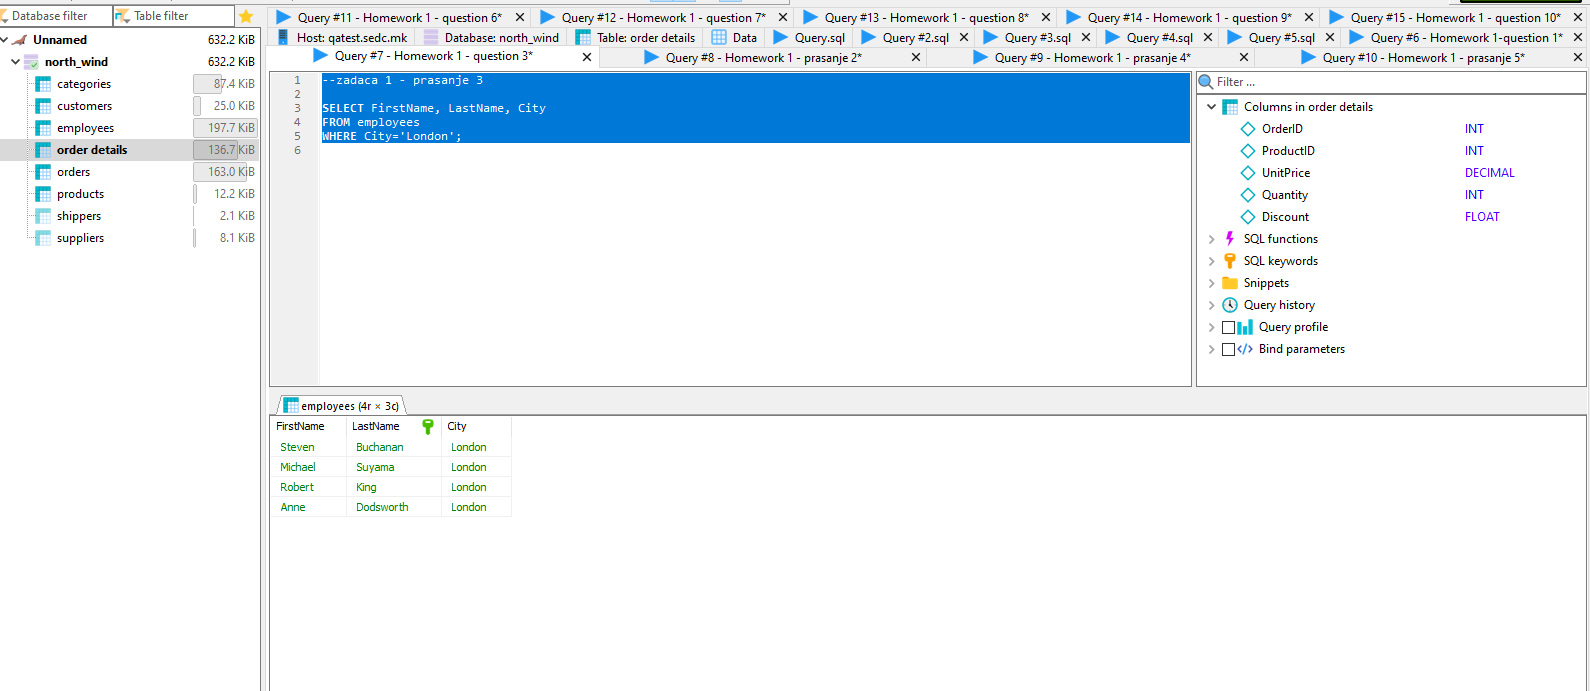 Database filter
Table filter
Unnamed 632.2 KiB
north_wind 632.2 KiB
categories 87.4 KiB
customers 25.0 KiB
employees 197.7 KiB
order details 136.7 KiB
orders 163.0 KiB
products 12.2 KiB
shippers 2.1 KiB
suppliers 8.1 KiB
Query #11 - Homework 1 - question 6* Query #12 - Homework 1 - question 7* Query #13 - Homework 1 - question 8* Query #14 - Homework 1 - question 9* Query #15 - Homework 1 - question 10*
Host: qatest.sedc.mk Database: north_wind Table: order details Data Query.sql Query #2.sql Query #3.sql Query #4.sql Query #5.sql Query #6 - Homework 1-question 1*
Query #7 - Homework 1 - question 3* Query #8 - Homework 1 - prasanje 2* Query #9 - Homework 1 - prasanje 4* Query #10 - Homework 1 - prasanje 5*
1 --zadaca 1 - prasanje 3
2
3 SELECT FirstName, LastName, City
4 FROM employees
5 WHERE City='London';
6
Filter ...
Columns in order details
OrderID INT
ProductID INT
UnitPrice DECIMAL
Quantity INT
Discount FLOAT
SQL functions
SQL keywords
Snippets
Query history
Query profile
Bind parameters
employees (4r × 3c)
FirstName LastName City
Steven Buchanan London
Michael Suyama London
Robert King London
Anne Dodsworth London